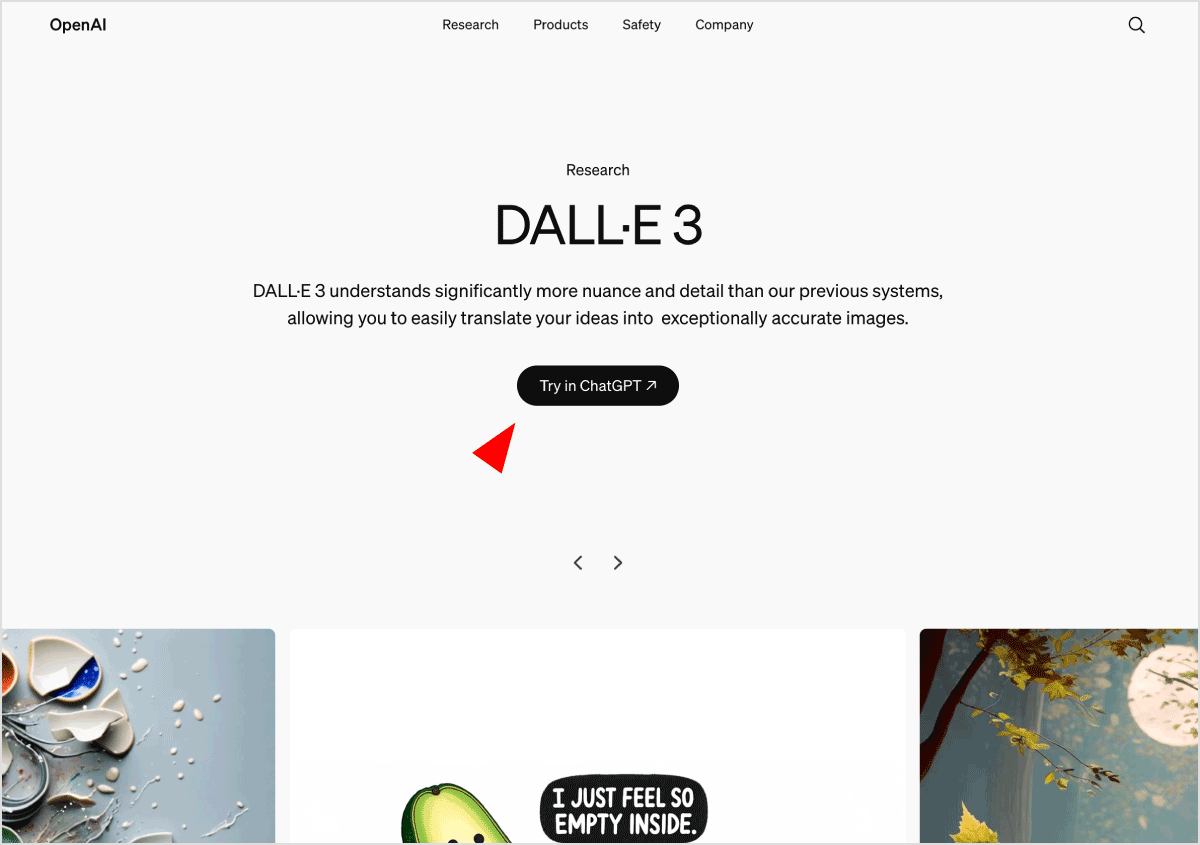 OpenAI
Research Products Safety Company
Research
DALL·E 3
DALL·E 3 understands significantly more nuance and detail than our previous systems,
allowing you to easily translate your ideas into exceptionally accurate images.
Try in ChatGPT ↗
I JUST FEEL SO
EMPTY INSIDE.